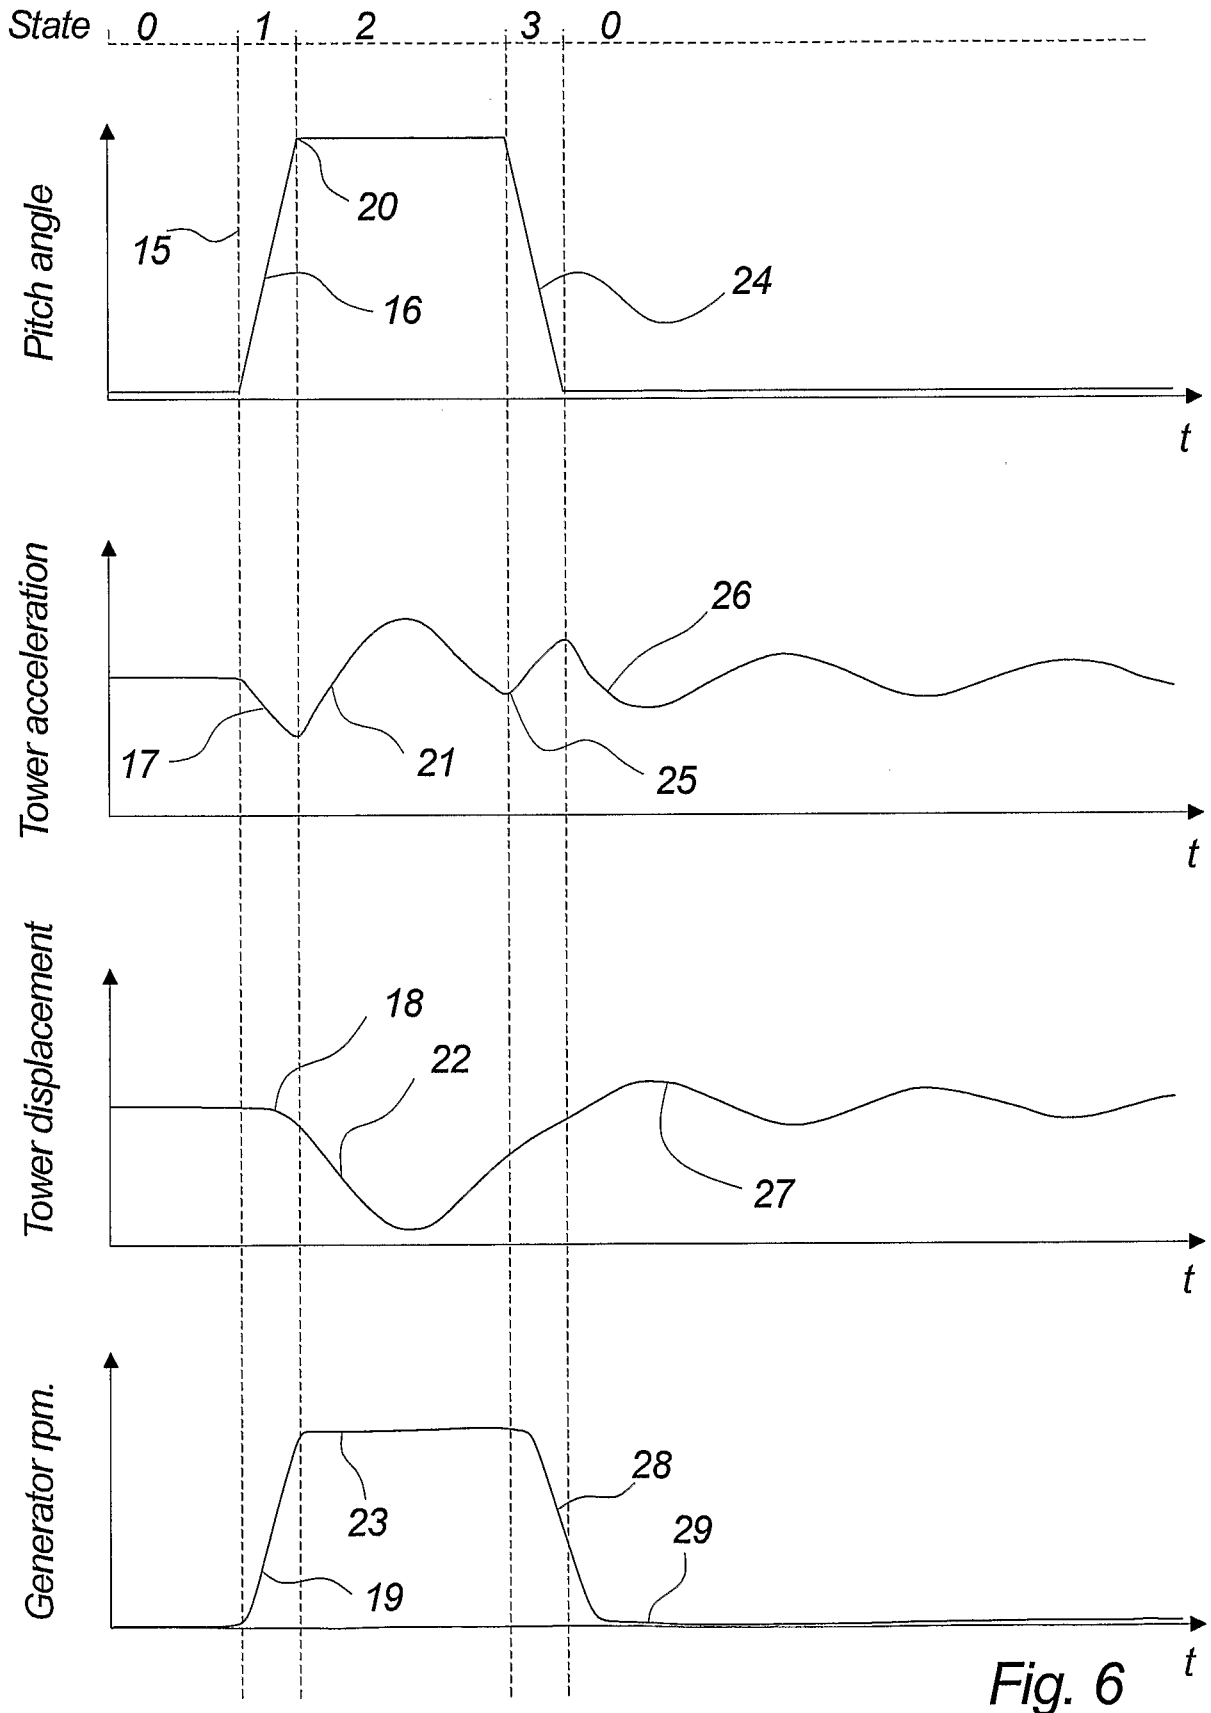 State 0 1 2 3 0
Pitch angle
20
15
24
16
t
Tower acceleration
26
17
21
25
t
Tower displacement
18
22
27
t
Generator rpm.
28
23
29
19
t
Fig. 6